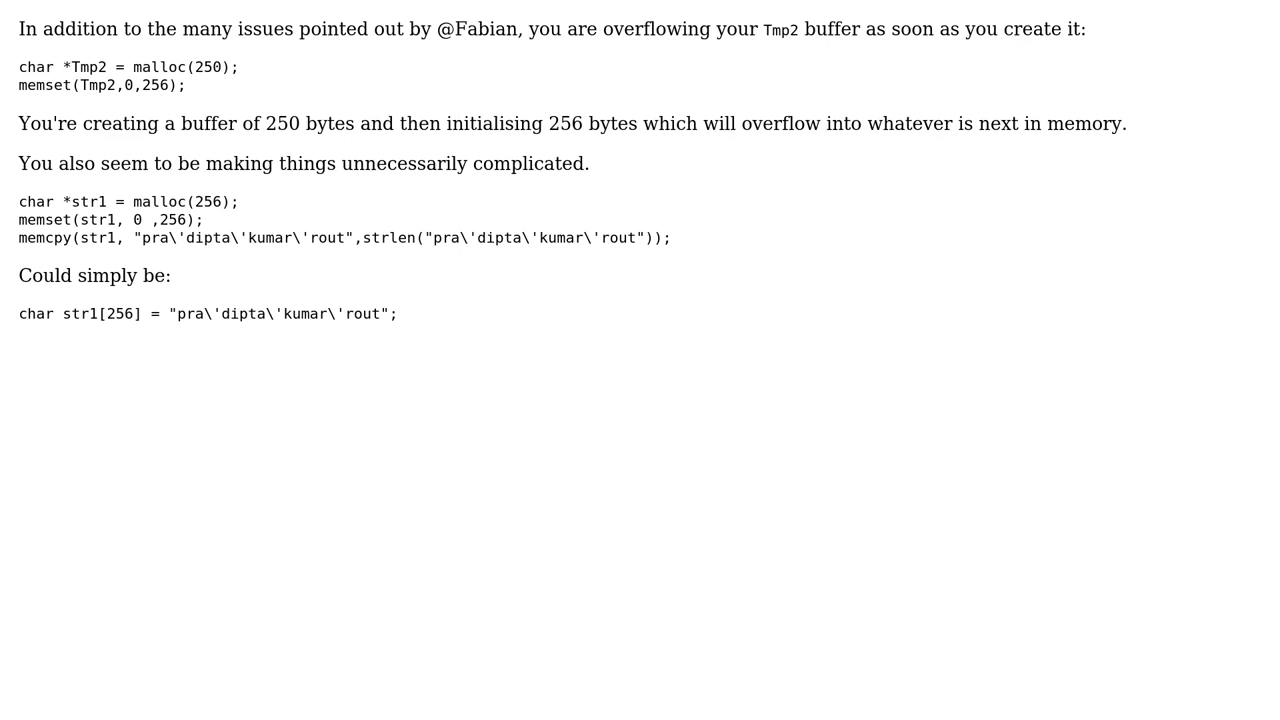 In addition to the many issues pointed out by @Fabian, you are overflowing your Tmp2 buffer as soon as you create it:
char *Tmp2 = malloc(250);
memset(Tmp2,0,256);
You're creating a buffer of 250 bytes and then initialising 256 bytes which will overflow into whatever is next in memory.
You also seem to be making things unnecessarily complicated.
char *str1 = malloc(256);
memset(str1, 0 ,256);
memcpy(str1, "pra\'dipta\'kumar\'rout",strlen("pra\'dipta\'kumar\'rout"));
Could simply be:
char str1[256] = "pra\'dipta\'kumar\'rout";